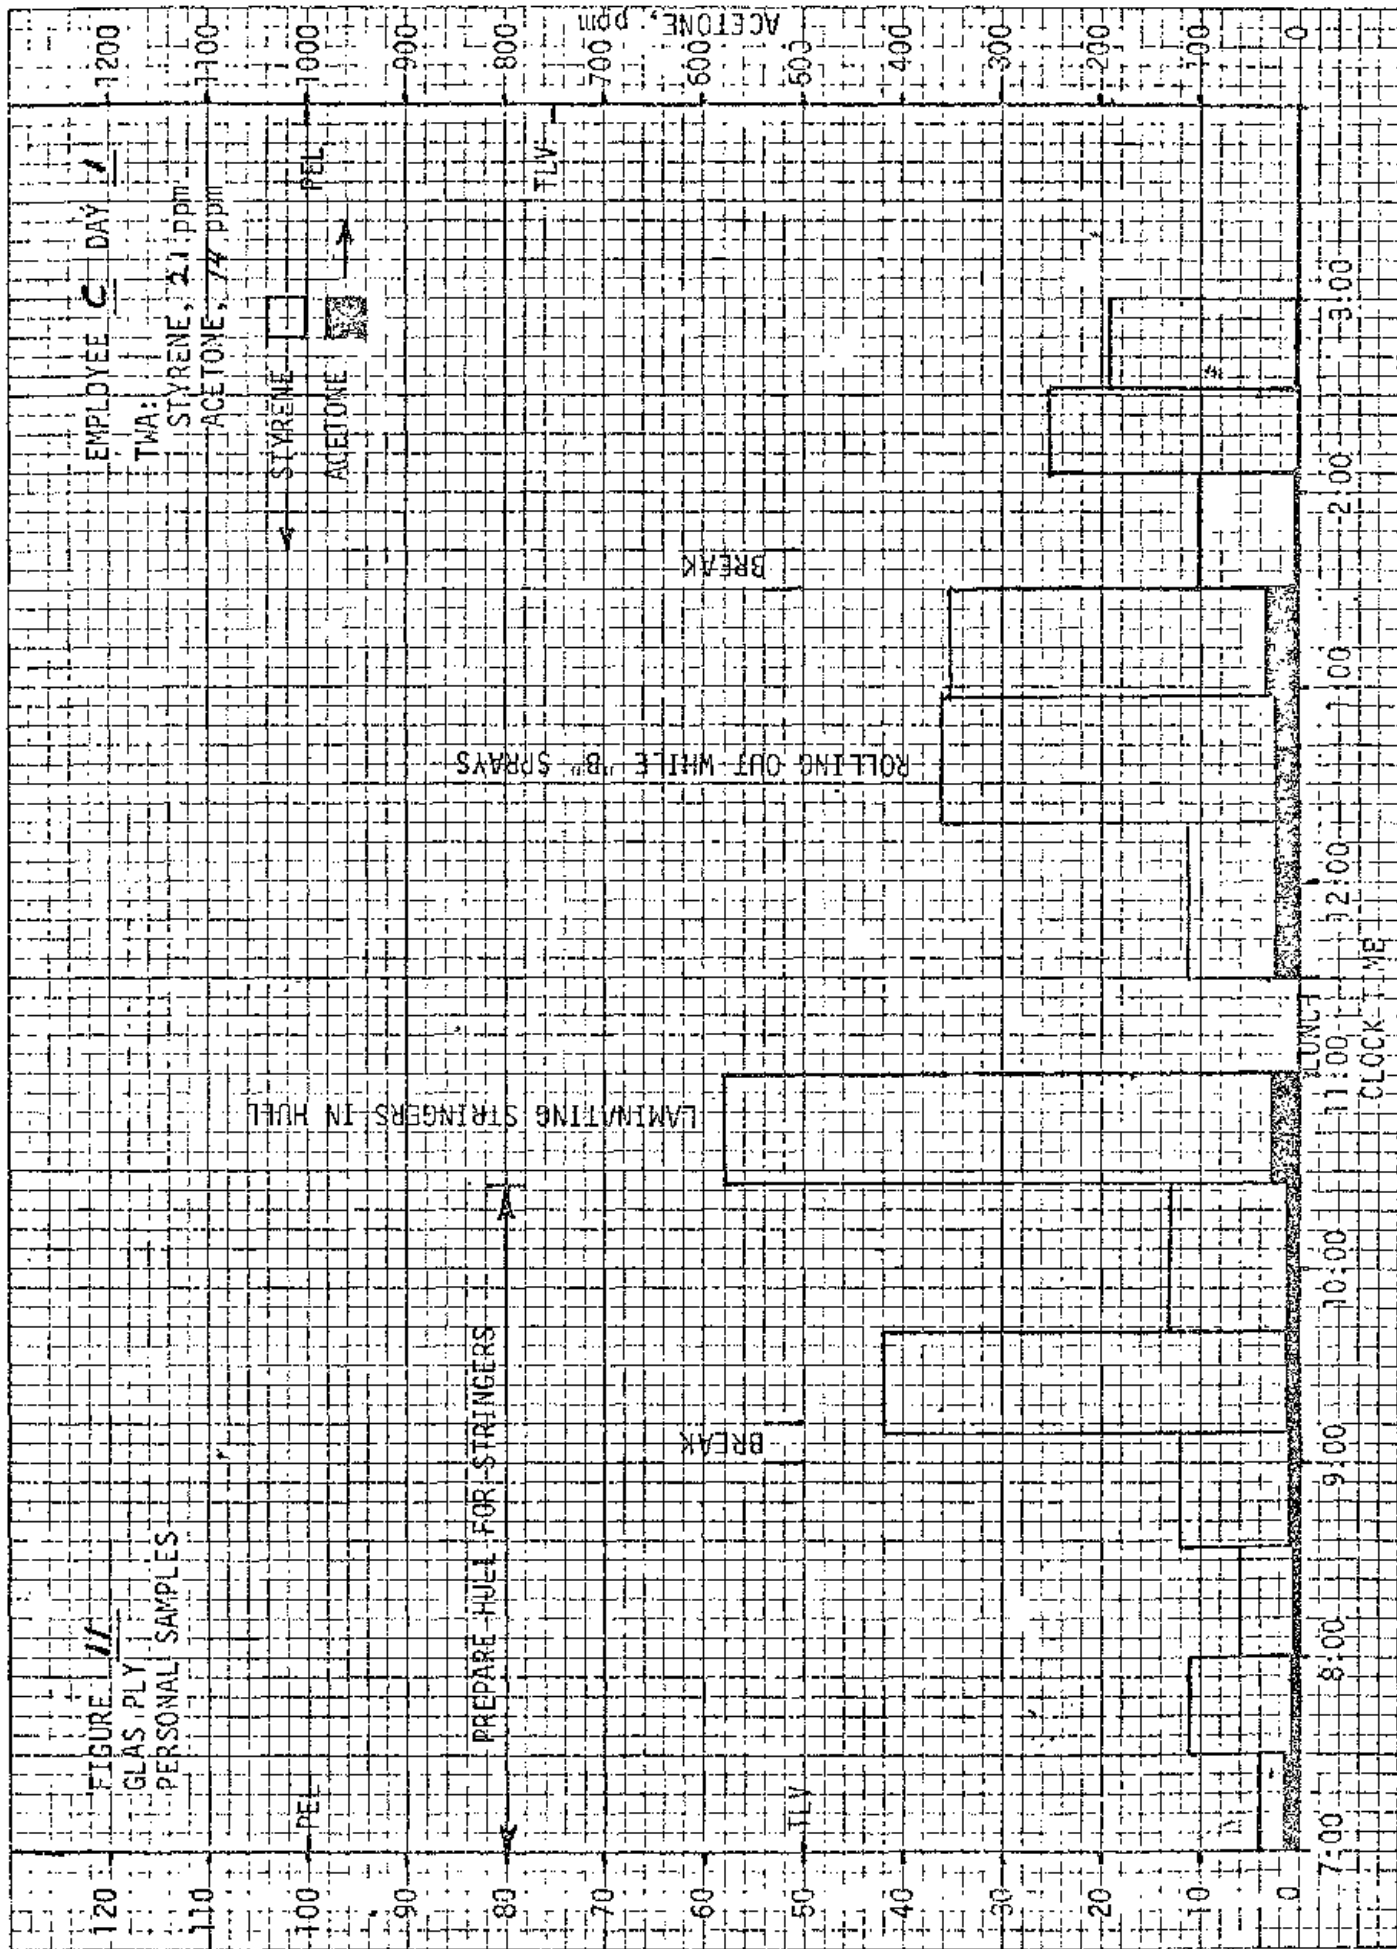 FIGURE 11
GLAS PLY
PERSONAL SAMPLES
EMPLOYEE C DAY 1
TWA:
STYRENE, 21 ppm
ACETONE, 14 ppm
STYRENE
ACETONE
120
110
100
90
80
70
60
50
40
30
20
10
0
PEL
TLV
PREPARE HULL FOR STRINGERS
BREAK
LAMINATING STRINGERS IN HULL
ROLLING OUT WHILE "B" SPRAYS
BREAK
PEL
TLV
1200
1100
1000
900
800
700
600
500
400
300
200
100
0
ACETONE, ppm
7:00
8:00
9:00
10:00
11:00
12:00
1:00
2:00
3:00
LUNCH
CLOCK TIME